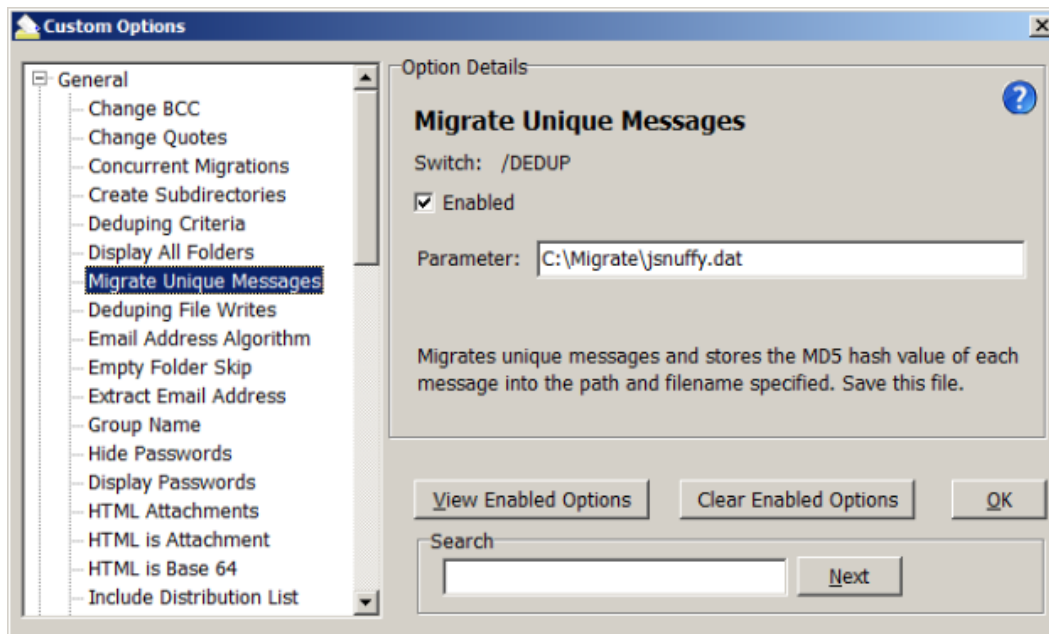 Custom Options
General
Change BCC
Change Quotes
Concurrent Migrations
Create Subdirectories
Deduping Criteria
Display All Folders
Migrate Unique Messages
Deduping File Writes
Email Address Algorithm
Empty Folder Skip
Extract Email Address
Group Name
Hide Passwords
Display Passwords
HTML Attachments
HTML is Attachment
HTML is Base 64
Include Distribution List
Option Details
?
Migrate Unique Messages
Switch: /DEDUP
Enabled
Parameter: C:\Migrate\jsnuffy.dat
Migrates unique messages and stores the MD5 hash value of each
message into the path and filename specified. Save this file.
View Enabled Options Clear Enabled Options OK
Search
Next